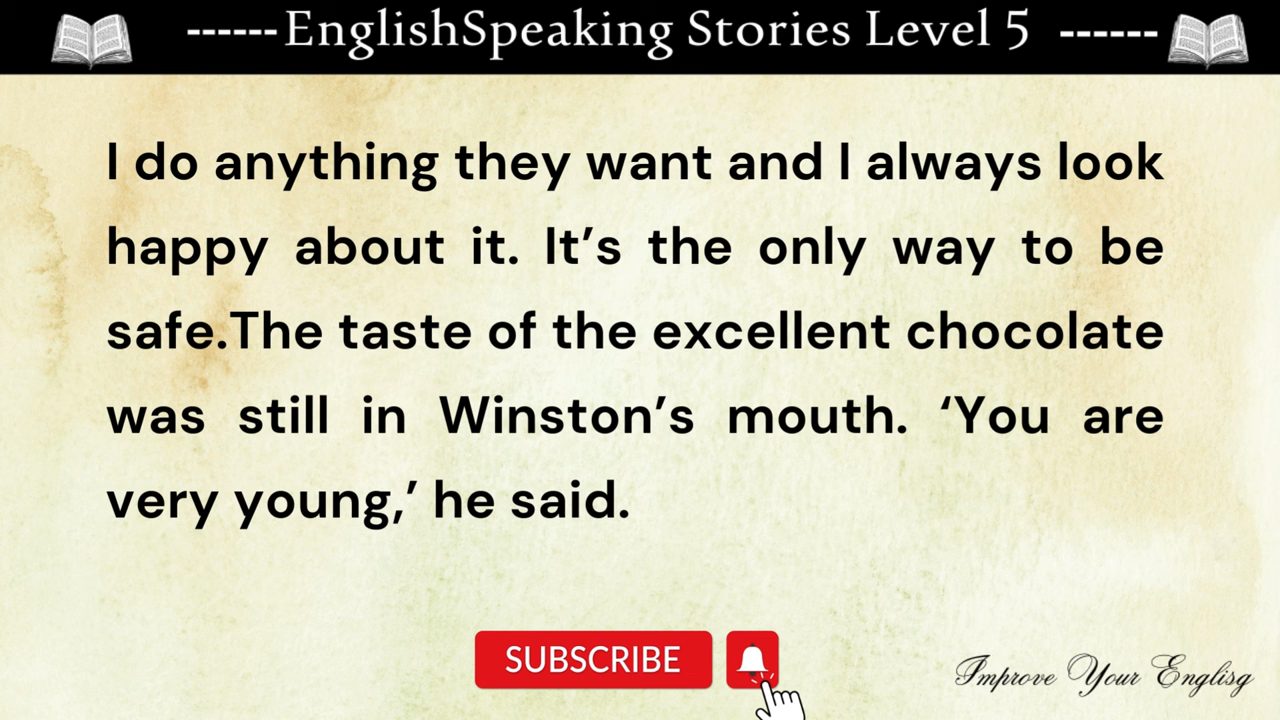 ------EnglishSpeaking Stories Level 5 ------
I do anything they want and I always look
happy about it. It’s the only way to be
safe.The taste of the excellent chocolate
was still in Winston’s mouth. ‘You are
very young,’ he said.
SUBSCRIBE
Improve Your Englisg